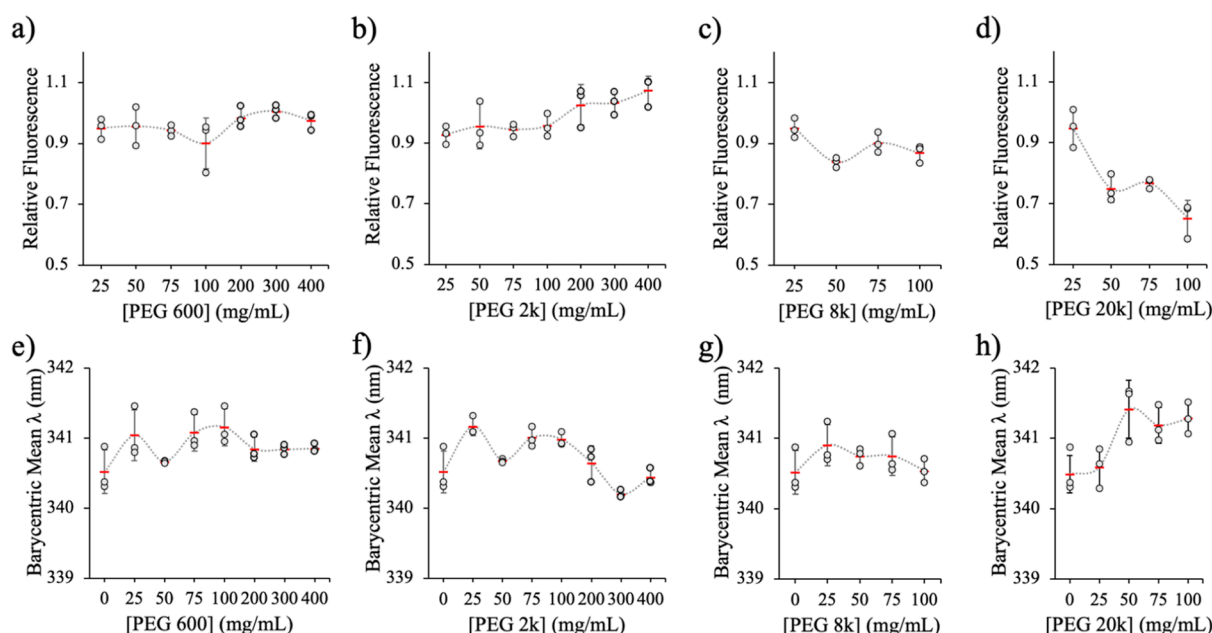 a)
Relative Fluorescence
1.1
0.9
0.7
0.5
25 50 75 100 200 300 400
[PEG 600] (mg/mL)
b)
Relative Fluorescence
1.1
0.9
0.7
0.5
25 50 75 100 200 300 400
[PEG 2k] (mg/mL)
c)
Relative Fluorescence
1.1
0.9
0.7
0.5
25 50 75 100
[PEG 8k] (mg/mL)
d)
Relative Fluorescence
1.1
0.9
0.7
0.5
25 50 75 100
[PEG 20k] (mg/mL)
e)
Barycentric Mean λ (nm)
342
341
340
339
0 25 50 75 100 200 300 400
[PEG 600] (mg/mL)
f)
Barycentric Mean λ (nm)
342
341
340
339
0 25 50 75 100 200 300 400
[PEG 2k] (mg/mL)
g)
Barycentric Mean λ (nm)
342
341
340
339
0 25 50 75 100
[PEG 8k] (mg/mL)
h)
Barycentric Mean λ (nm)
342
341
340
339
0 25 50 75 100
[PEG 20k] (mg/mL)